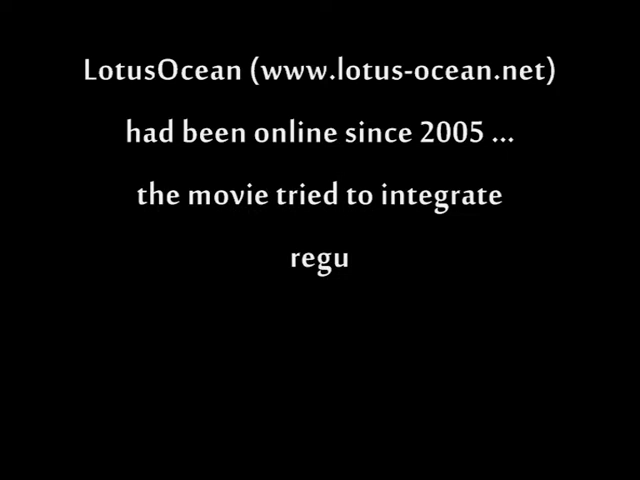 LotusOcean (www.lotus-ocean.net)
had been online since 2005 ...
the movie tried to integrate
regu